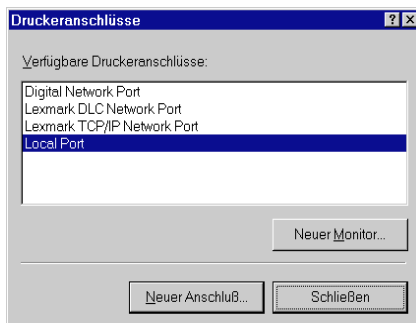 Druckeranschlüsse
Verfügbare Druckeranschlüsse:
Digital Network Port
Lexmark DLC Network Port
Lexmark TCP/IP Network Port
Local Port
Neuer Monitor...
Neuer Anschluß... Schließen